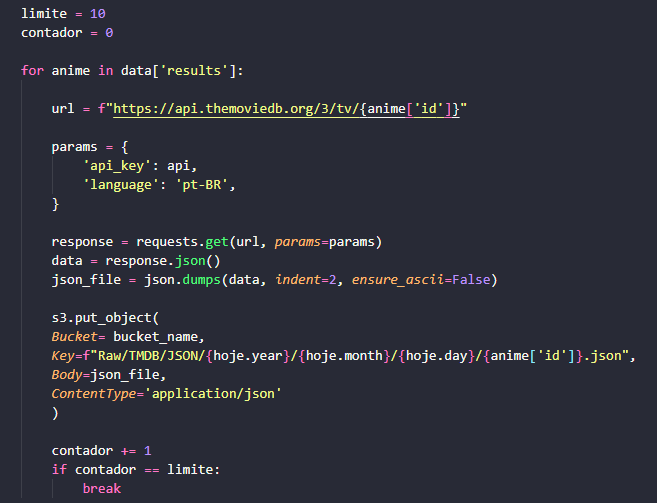 limite = 10
contador = 0
for anime in data['results']:
url = f"https://api.themoviedb.org/3/tv/{anime['id']}"
params = {
'api_key': api,
'language': 'pt-BR',
}
response = requests.get(url, params=params)
data = response.json()
json_file = json.dumps(data, indent=2, ensure_ascii=False)
s3.put_object(
Bucket= bucket_name,
Key=f"Raw/TMDB/JSON/{hoje.year}/{hoje.month}/{hoje.day}/{anime['id']}.json",
Body=json_file,
ContentType='application/json'
)
contador += 1
if contador == limite:
break